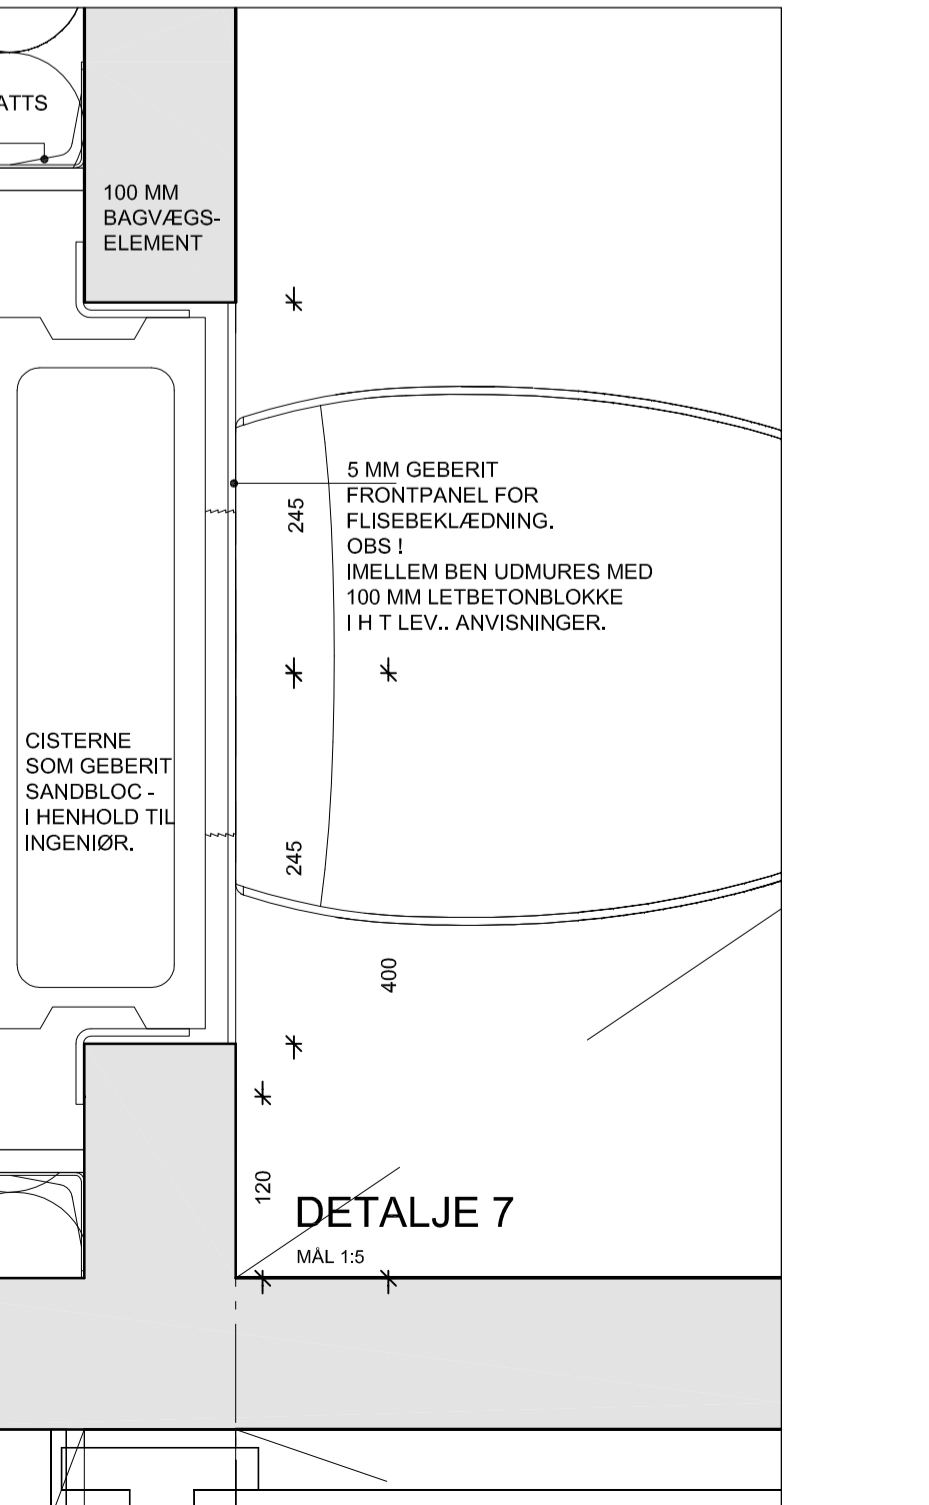 ATTS
100 MM
BAGVÆGS-
ELEMENT
5 MM GEBERIT
FRONTPANEL FOR
FLISEBEKLÆDNING.
OBS !
IMELLEM BEN UDMURES MED
100 MM LETBETONBLOKKE
I H T LEV.. ANVISNINGER.
245
CISTERNE
SOM GEBERIT
SANDBLOC -
I HENHOLD TIL
INGENIØR.
245
400
120
DETALJE 7
MÅL 1:5